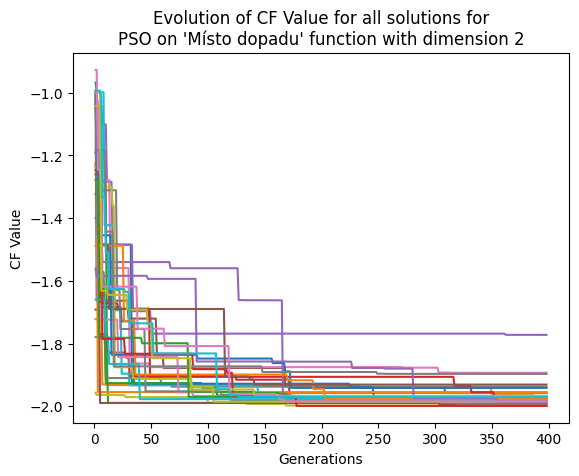 Evolution of CF Value for all solutions for
PSO on 'Místo dopadu' function with dimension 2
CF Value
−1.0
−1.2
−1.4
−1.6
−1.8
−2.0
0 50 100 150 200 250 300 350 400
Generations